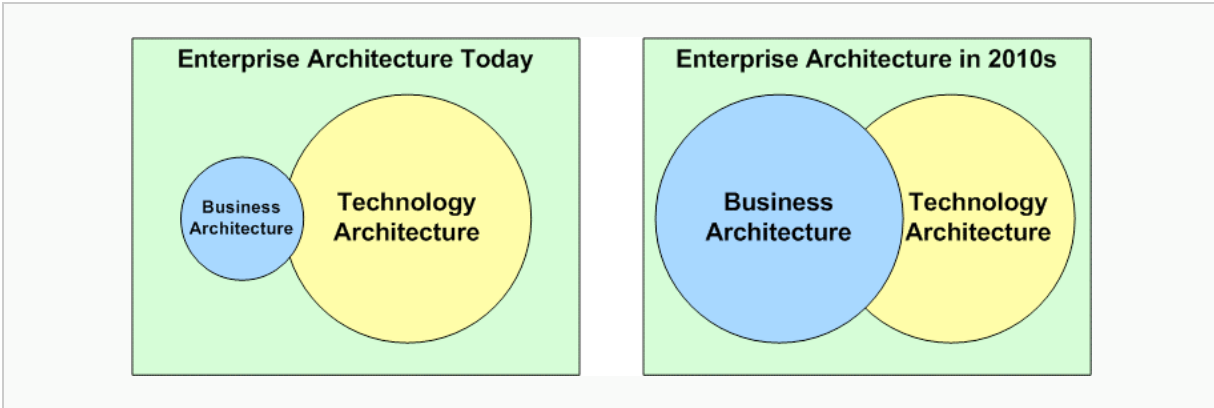 Enterprise Architecture Today
Business
Architecture
Technology
Architecture
Enterprise Architecture in 2010s
Business
Architecture
Technology
Architecture